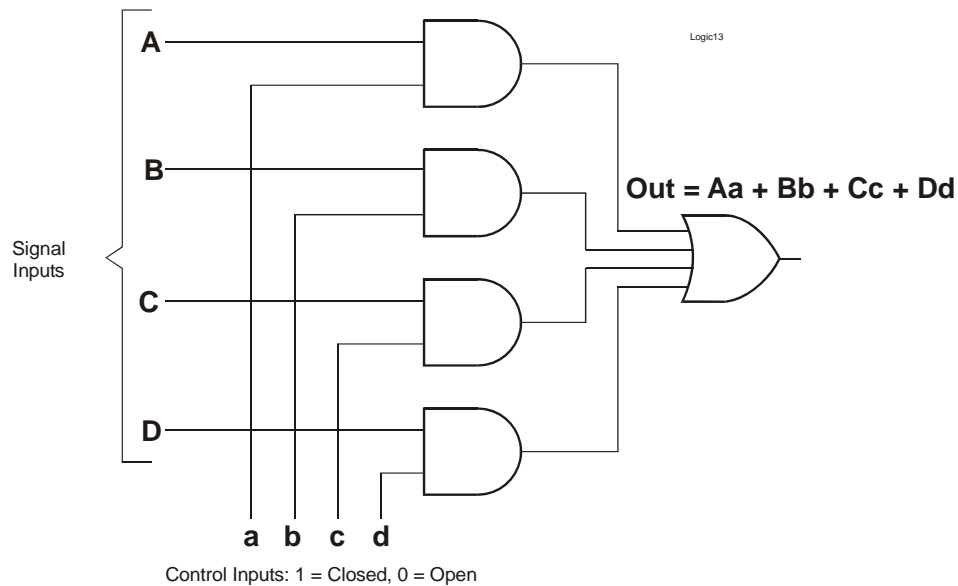 Logic13
A
B
Out = Aa + Bb + Cc + Dd
Signal
Inputs
C
D
a b c d
Control Inputs: 1 = Closed, 0 = Open